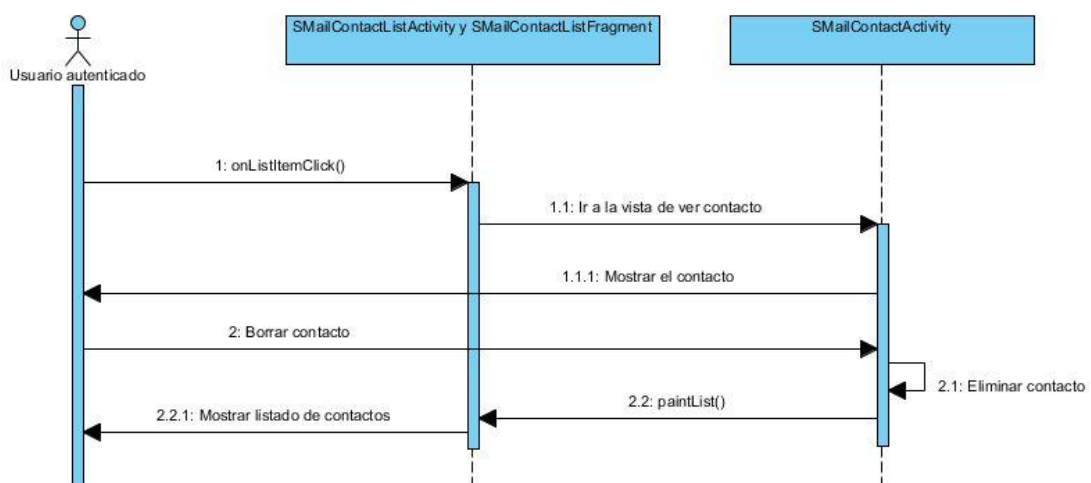 Usuario autenticado
SMailContactListActivity y SMailContactListFragment
SMailContactActivity
1: onListItemClick()
1.1: Ir a la vista de ver contacto
1.1.1: Mostrar el contacto
2: Borrar contacto
2.1: Eliminar contacto
2.2: paintList()
2.2.1: Mostrar listado de contactos